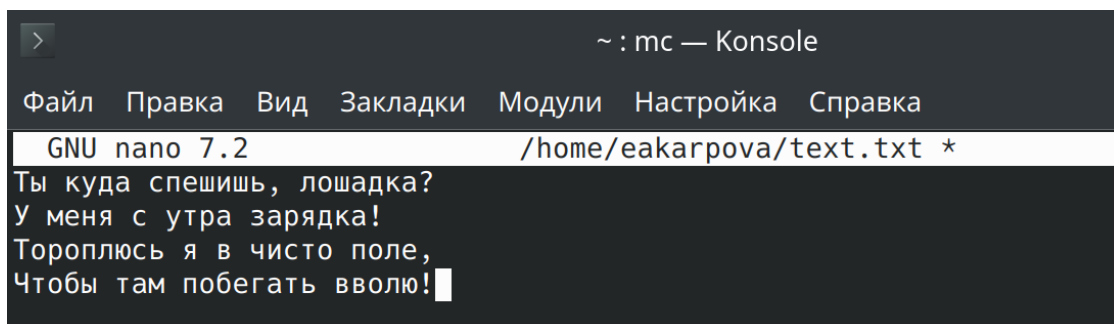 ~ : mc — Konsole
Файл Правка Вид Закладки Модули Настройка Справка
GNU nano 7.2 /home/eakarpova/text.txt *
Ты куда спешишь, лошадка?
У меня с утра зарядка!
Тороплюсь я в чисто поле,
Чтобы там побегать вволю!